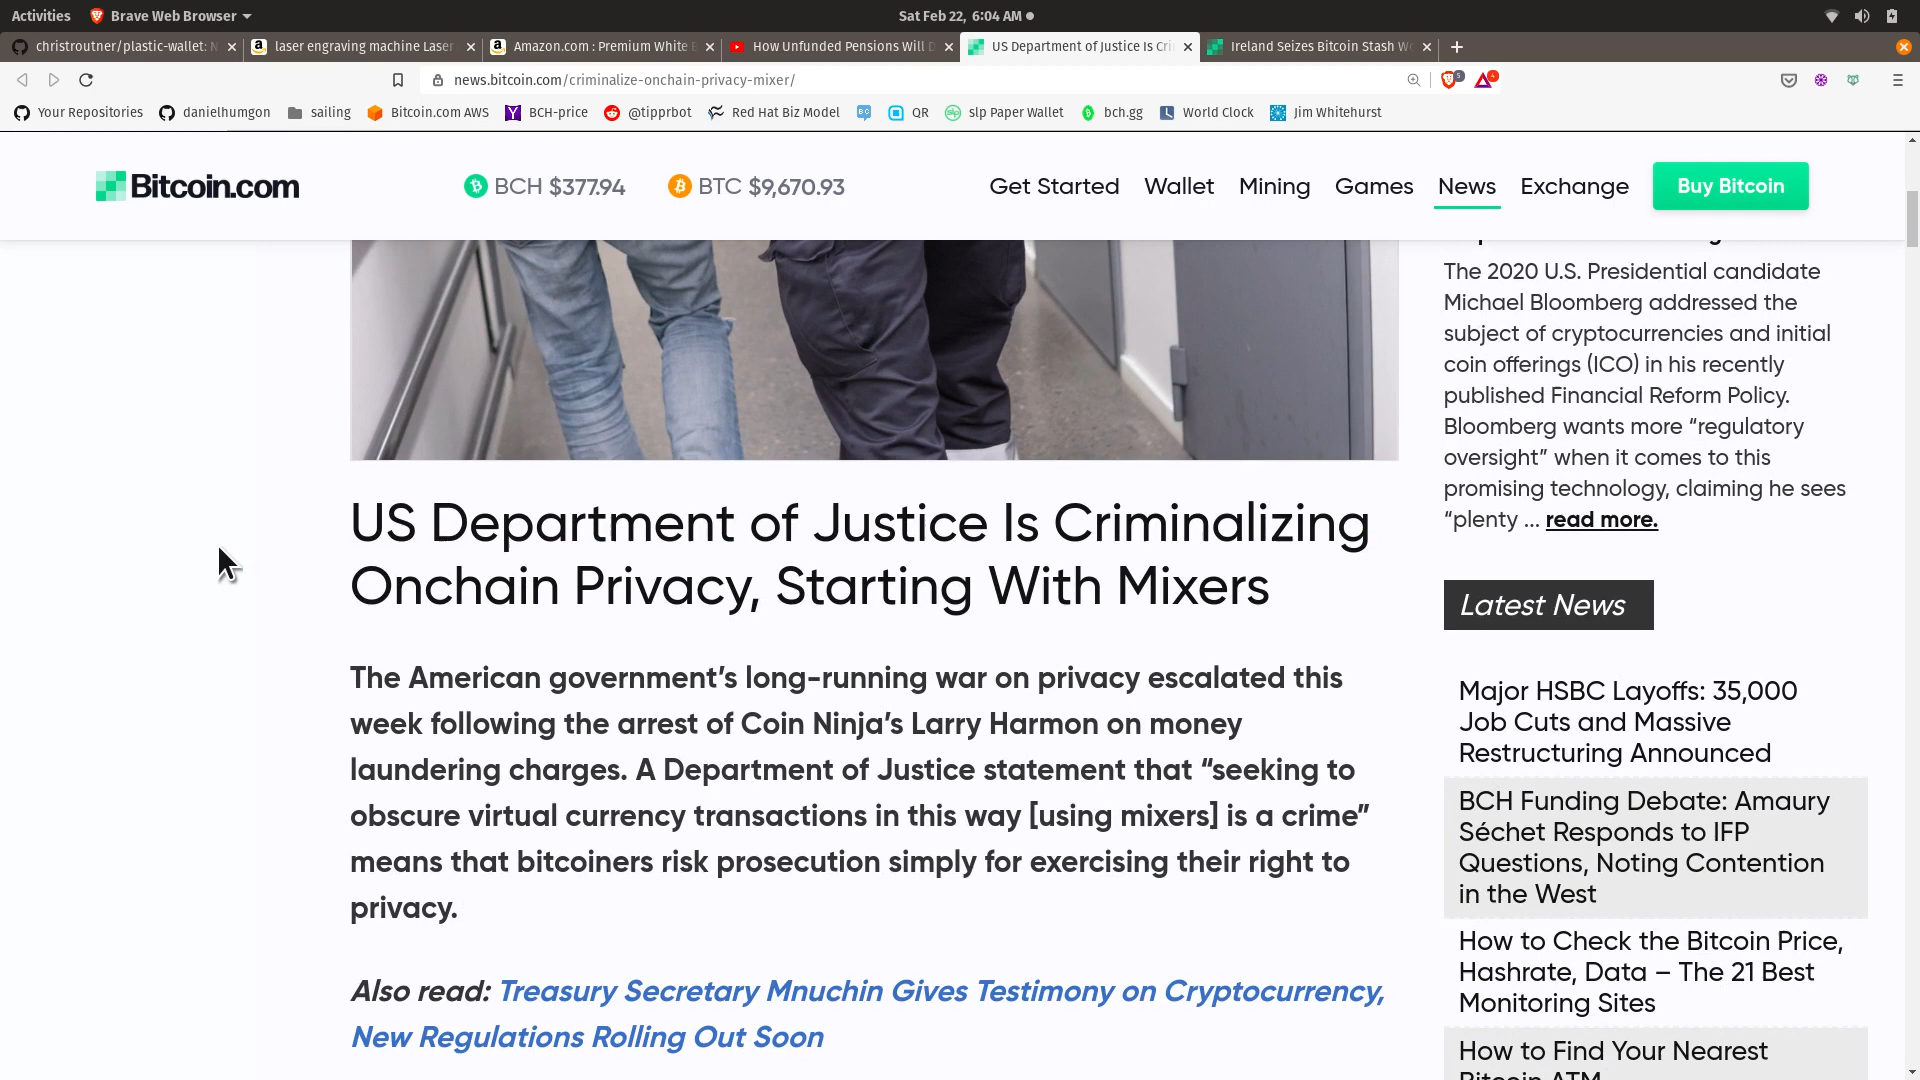 Activities
Brave Web Browser
Sat Feb 22, 6:04 AM
christroutner/plastic-wallet: N
laser engraving machine Laser
Amazon.com : Premium White
How Unfunded Pensions Will D
US Department of Justice Is Cri
Ireland Seizes Bitcoin Stash W
news.bitcoin.com/criminalize-onchain-privacy-mixer/
5
4
Your Repositories
danielhumgon
sailing
Bitcoin.com AWS
BCH-price
@tipprbot
Red Hat Biz Model
QR
slp Paper Wallet
bch.gg
World Clock
Jim Whitehurst
Bitcoin.com
BCH $377.94
BTC $9,670.93
Get Started
Wallet
Mining
Games
News
Exchange
Buy Bitcoin
US Department of Justice Is Criminalizing
Onchain Privacy, Starting With Mixers
The American government’s long-running war on privacy escalated this
week following the arrest of Coin Ninja’s Larry Harmon on money
laundering charges. A Department of Justice statement that “seeking to
obscure virtual currency transactions in this way [using mixers] is a crime”
means that bitcoiners risk prosecution simply for exercising their right to
privacy.
Also read: Treasury Secretary Mnuchin Gives Testimony on Cryptocurrency,
New Regulations Rolling Out Soon
The 2020 U.S. Presidential candidate
Michael Bloomberg addressed the
subject of cryptocurrencies and initial
coin offerings (ICO) in his recently
published Financial Reform Policy.
Bloomberg wants more “regulatory
oversight” when it comes to this
promising technology, claiming he sees
“plenty ... read more.
Latest News
Major HSBC Layoffs: 35,000
Job Cuts and Massive
Restructuring Announced
BCH Funding Debate: Amaury
Séchet Responds to IFP
Questions, Noting Contention
in the West
How to Check the Bitcoin Price,
Hashrate, Data – The 21 Best
Monitoring Sites
How to Find Your Nearest
Bitcoin ATM